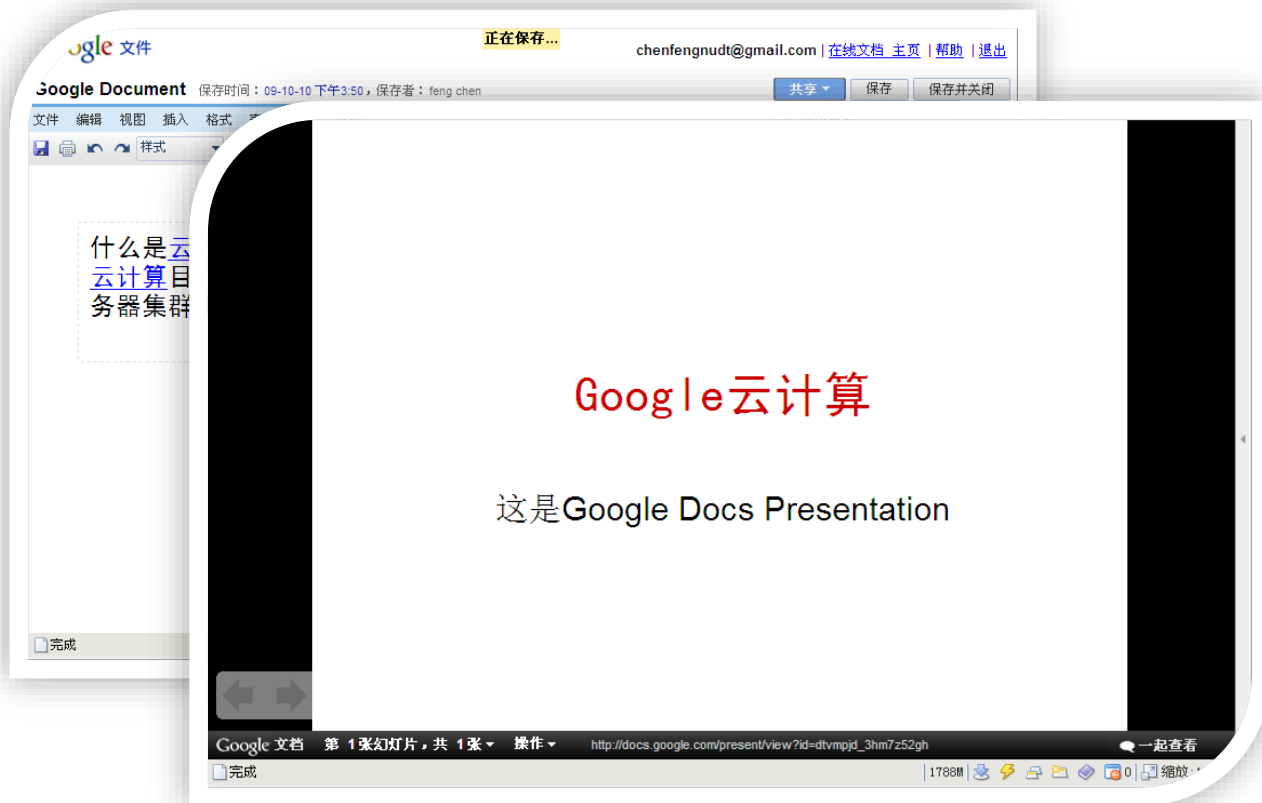 ogle 文件
正在保存...
chenfengnudt@gmail.com | 在线文档 主页 | 帮助 | 退出
Google Document 保存时间：09-10-10 下午3:50，保存者：feng chen
共享 保存 保存并关闭
文件 编辑 视图 插入 格式
样式
什么是云
云计算目
务器集群
完成
Google云计算
这是Google Docs Presentation
Google 文档 第 1张幻灯片，共 1张 操作 http://docs.google.com/present/view?id=dtvmpjd_3hm7z52gh 一起查看
完成 1788M 0 缩放: